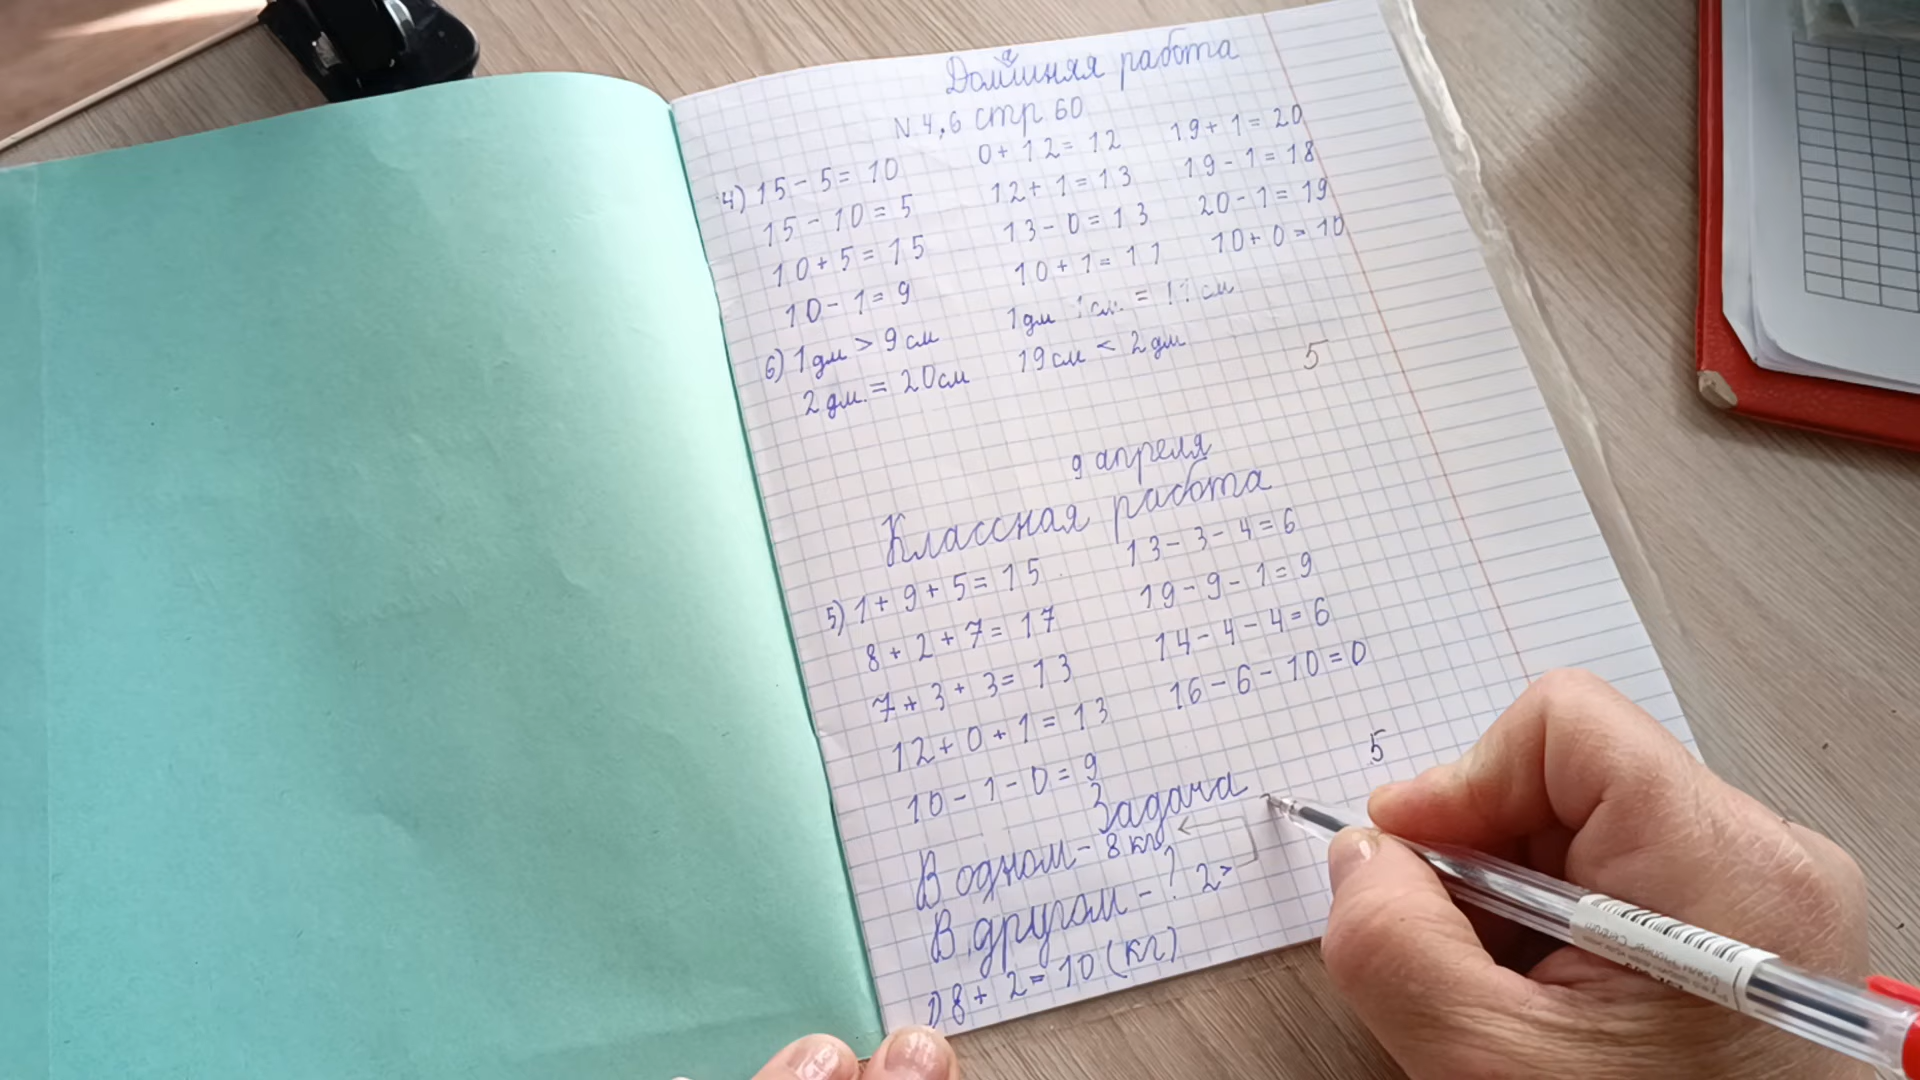 Домашняя работа
N 4,6 стр 60
4) 15 - 5 = 10 0 + 12 = 12 19 + 1 = 20
15 - 10 = 5 12 + 1 = 13 19 - 1 = 18
10 + 5 = 15 13 - 0 = 13 20 - 1 = 19
10 - 1 = 9 10 + 1 = 11 10 + 0 = 10
6) 1 дм > 9 см 1 дм 1 см. = 11 см
2 дм. = 20 см 19 см < 2 дм
5
9 апреля
Классная работа
5) 1 + 9 + 5 = 15 13 - 3 - 4 = 6
8 + 2 + 7 = 17 19 - 9 - 1 = 9
7 + 3 + 3 = 13 14 - 4 - 4 = 6
12 + 0 + 1 = 13 16 - 6 - 10 = 0
10 - 1 - 0 = 9
5
Задача
В одном - 8 кг
В другом - ? 2 >
1) 8 + 2 = 10 (кг)